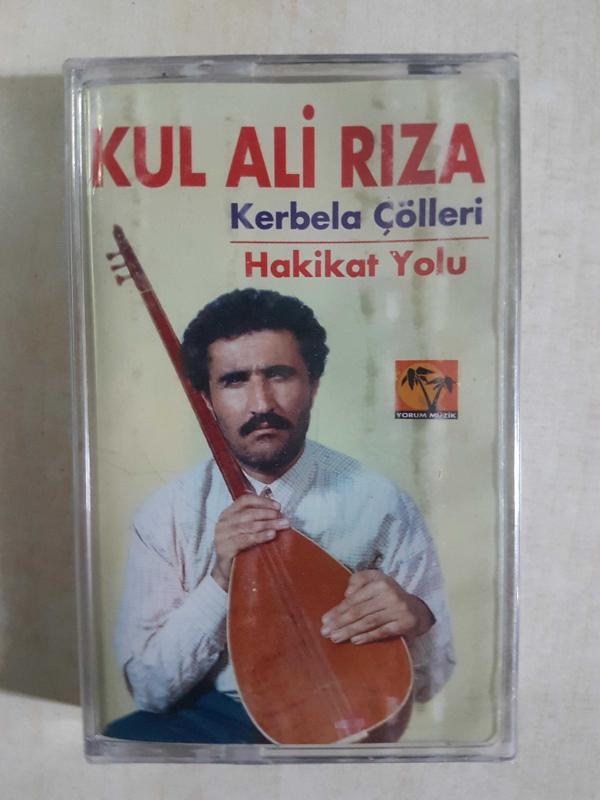 KUL ALİ RIZA
Kerbela Çölleri
Hakikat Yolu
YORUM MÜZİK